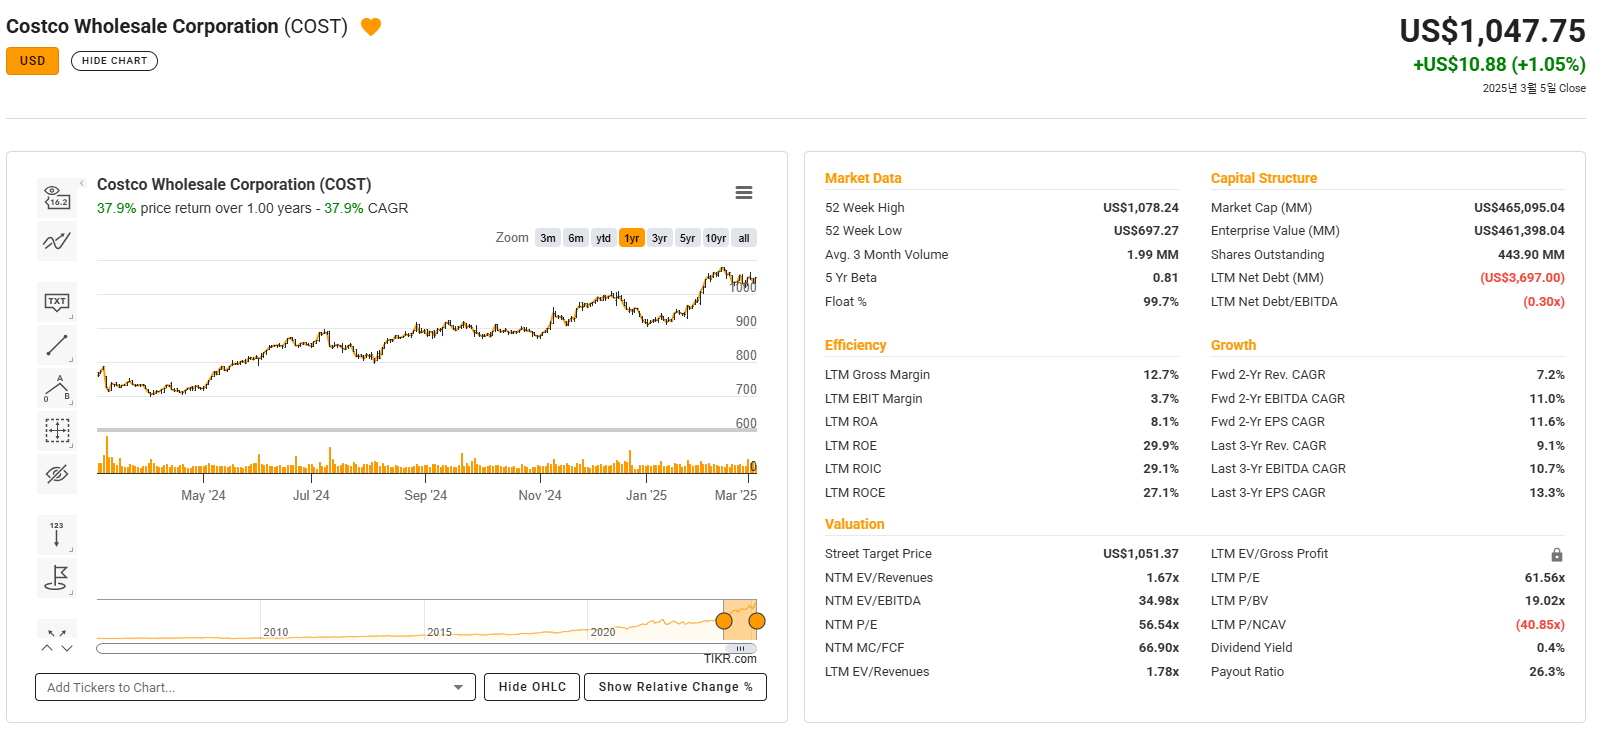 Costco Wholesale Corporation (COST)
USD
HIDE CHART
US$1,047.75
+US$10.88 (+1.05%)
2025년 3월 5일 Close
16.2
TXT
A
0 B
123
Costco Wholesale Corporation (COST)
37.9% price return over 1.00 years - 37.9% CAGR
Zoom 3m 6m ytd 1yr 3yr 5yr 10yr all
1000
900
800
700
600
0
May '24 Jul '24 Sep '24 Nov '24 Jan '25 Mar '25
2010 2015 2020
TIKR.com
Add Tickers to Chart...
Hide OHLC
Show Relative Change %
Market Data
52 Week High US$1,078.24
52 Week Low US$697.27
Avg. 3 Month Volume 1.99 MM
5 Yr Beta 0.81
Float % 99.7%
Capital Structure
Market Cap (MM) US$465,095.04
Enterprise Value (MM) US$461,398.04
Shares Outstanding 443.90 MM
LTM Net Debt (MM) (US$3,697.00)
LTM Net Debt/EBITDA (0.30x)
Efficiency
LTM Gross Margin 12.7%
LTM EBIT Margin 3.7%
LTM ROA 8.1%
LTM ROE 29.9%
LTM ROIC 29.1%
LTM ROCE 27.1%
Growth
Fwd 2-Yr Rev. CAGR 7.2%
Fwd 2-Yr EBITDA CAGR 11.0%
Fwd 2-Yr EPS CAGR 11.6%
Last 3-Yr Rev. CAGR 9.1%
Last 3-Yr EBITDA CAGR 10.7%
Last 3-Yr EPS CAGR 13.3%
Valuation
Street Target Price US$1,051.37
NTM EV/Revenues 1.67x
NTM EV/EBITDA 34.98x
NTM P/E 56.54x
NTM MC/FCF 66.90x
LTM EV/Revenues 1.78x
LTM EV/Gross Profit
LTM P/E 61.56x
LTM P/BV 19.02x
LTM P/NCAV (40.85x)
Dividend Yield 0.4%
Payout Ratio 26.3%